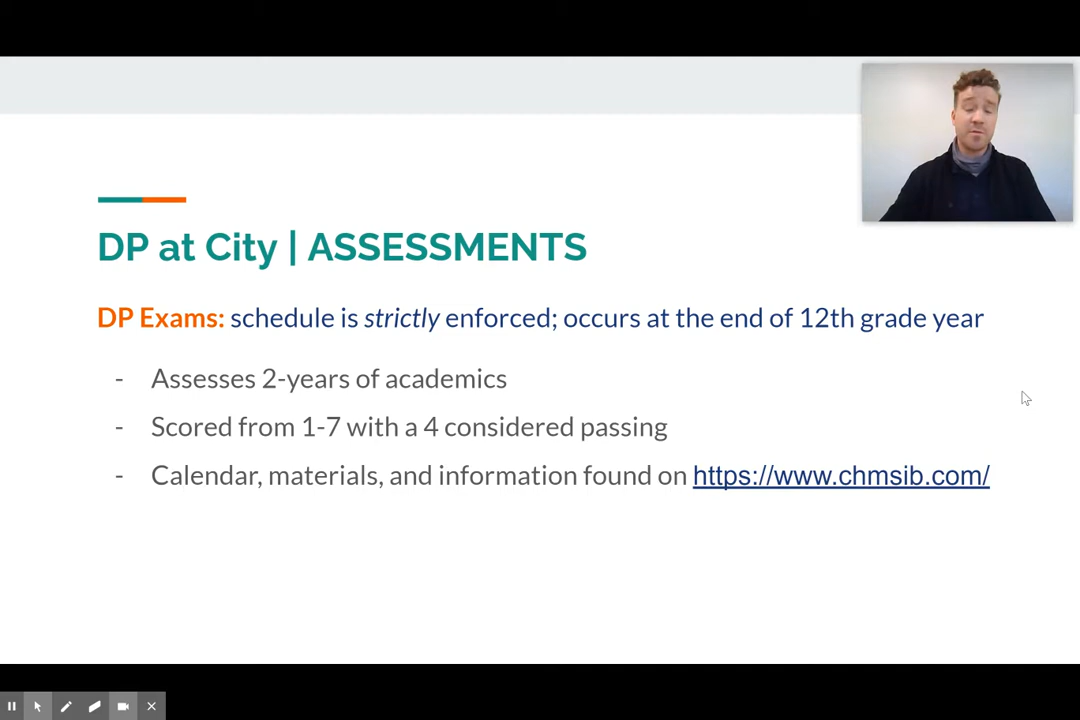 DP at City | ASSESSMENTS
DP Exams: schedule is strictly enforced; occurs at the end of 12th grade year
- Assesses 2-years of academics
- Scored from 1-7 with a 4 considered passing
- Calendar, materials, and information found on https://www.chmsib.com/